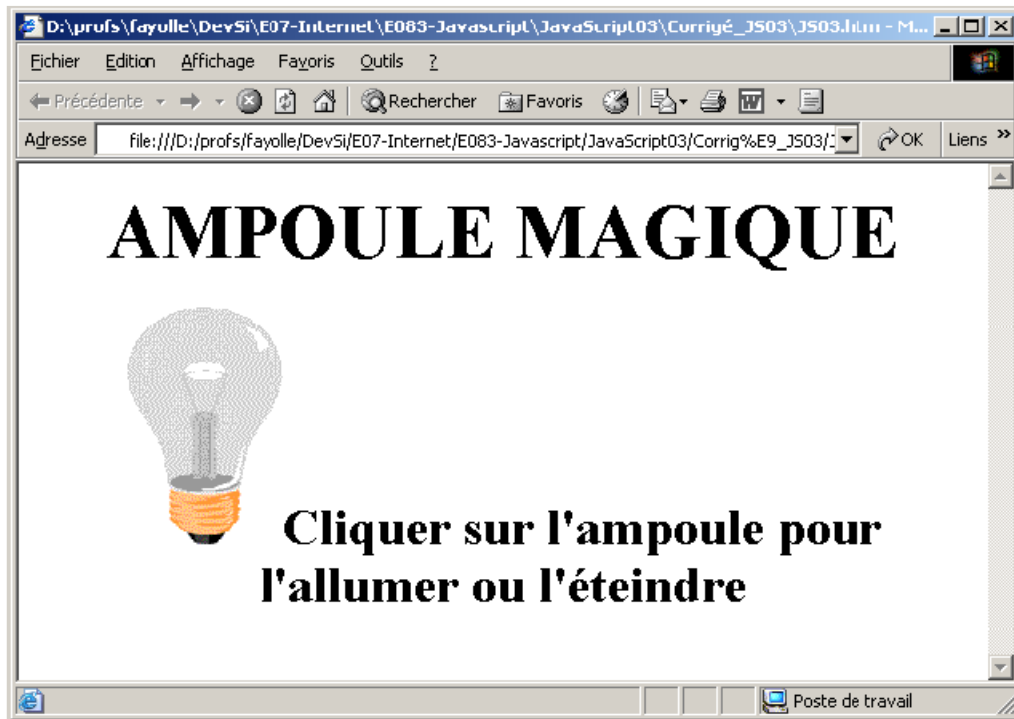 D:\profs\fayolle\DevSi\E07-Internet\E083-Javascript\JavaScript03\Corrigé_JS03\JS03.htm - M...
Fichier Edition Affichage Favoris Outils ?
Précédente Rechercher Favoris
Adresse file:///D:/profs/fayolle/DevSi/E07-Internet/E083-Javascript/JavaScript03/Corrig%E9_JS03/J OK Liens »
AMPOULE MAGIQUE
Cliquer sur l'ampoule pour
l'allumer ou l'éteindre
Poste de travail